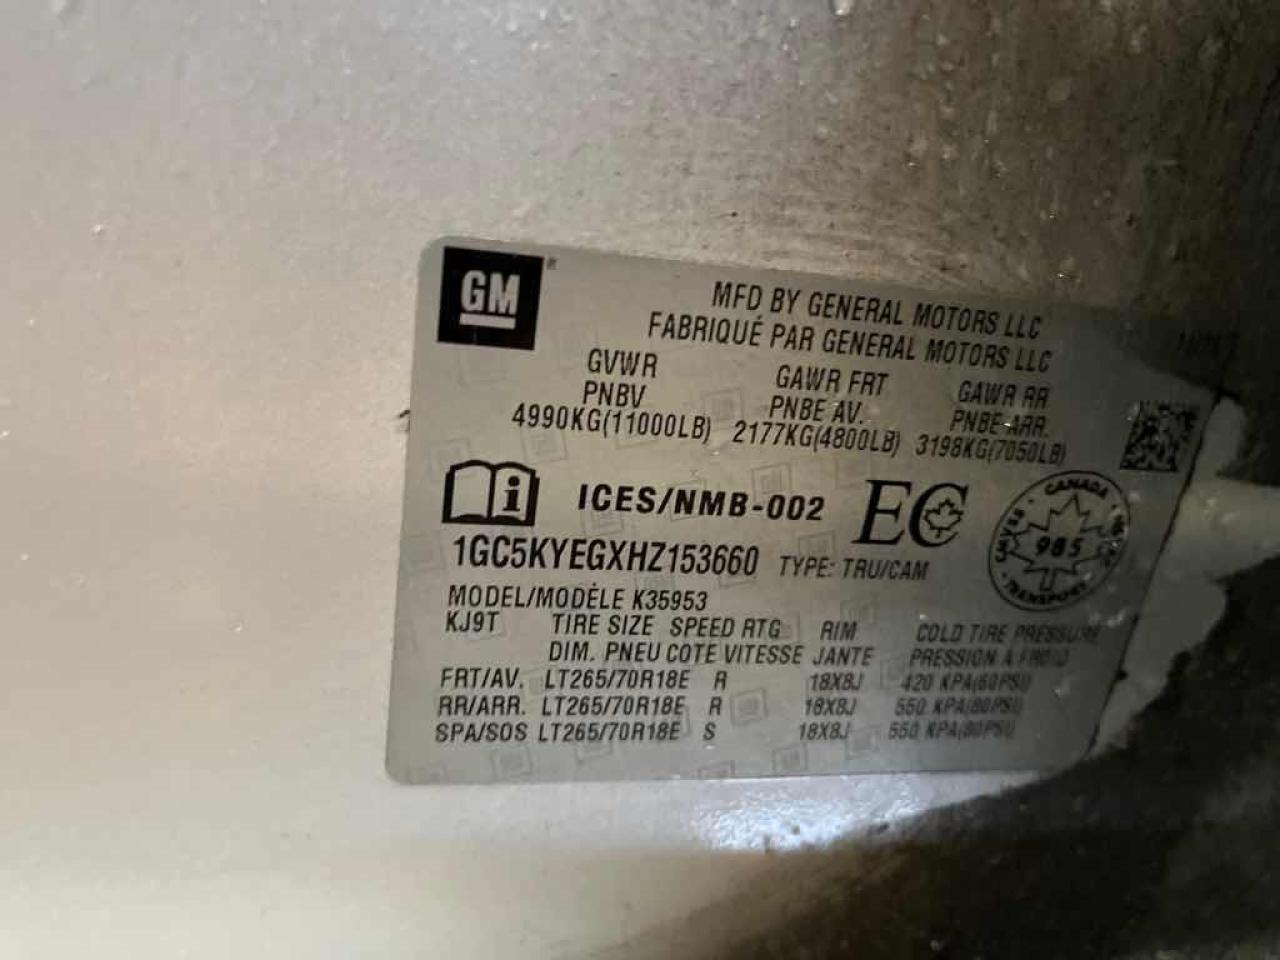 GM®
MFD BY GENERAL MOTORS LLC
FABRIQUÉ PAR GENERAL MOTORS LLC
GVWR GAWR FRT GAWR RR
PNBV PNBE AV. PNBE ARR.
4990KG(11000LB) 2177KG(4800LB) 3198KG(7050LB)
i ICES/NMB-002 EC
CANADA
985
TRANSPORT
1GC5KYEGXHZ153660 TYPE: TRU/CAM
MODEL/MODÈLE K35953
KJ9T TIRE SIZE SPEED RTG RIM COLD TIRE PRESSURE
DIM. PNEU COTE VITESSE JANTE PRESSION À FROID
FRT/AV. LT265/70R18E R 18X8J 420 KPA(60PSI)
RR/ARR. LT265/70R18E R 18X8J 550 KPA(80PSI)
SPA/SOS LT265/70R18E S 18X8J 550 KPA(80PSI)